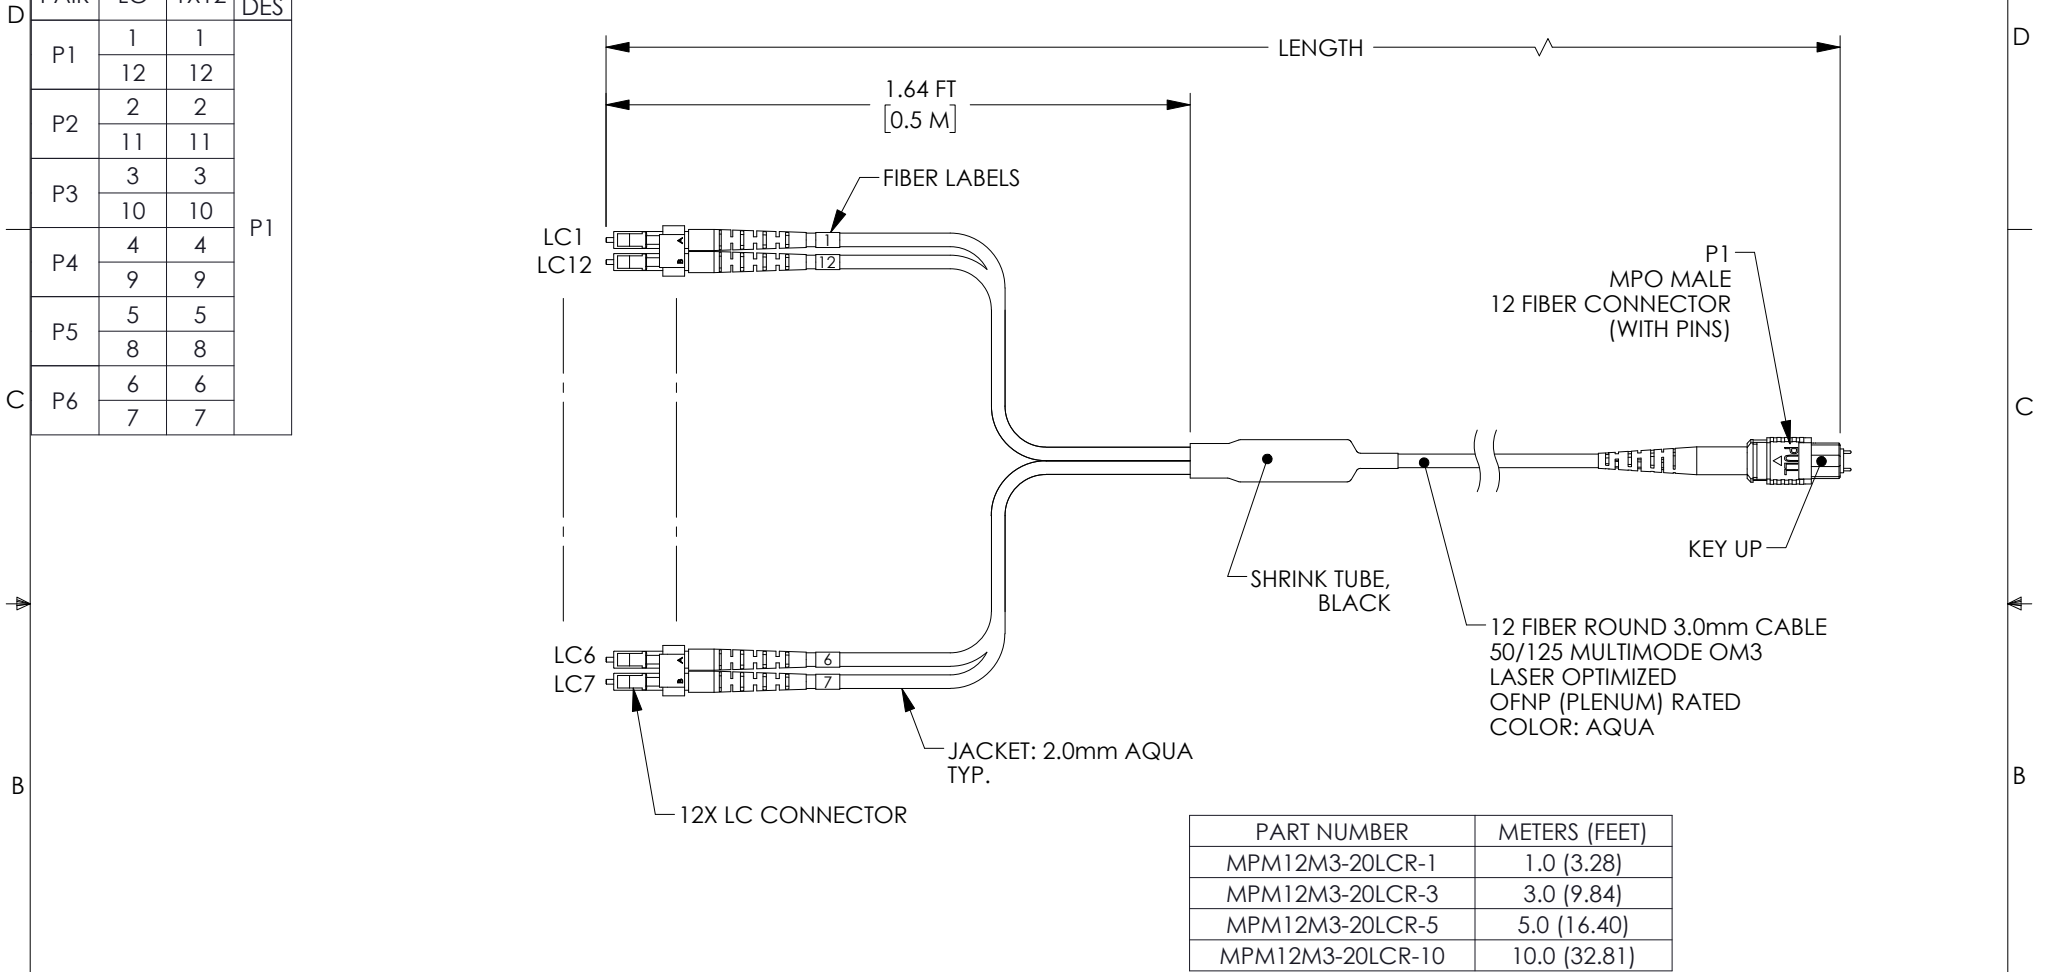 D
PAIR LC 1X12 DES
P1 1 1
12 12
P2 2 2
11 11
P3 3 3
10 10
P1
P4 4 4
9 9
P5 5 5
8 8
P6 6 6
7 7
C
B
LENGTH
1.64 FT
[0.5 M]
FIBER LABELS
LC1
LC12
A
B
1
12
LC6
LC7
A
B
6
7
JACKET: 2.0mm AQUA
TYP.
12X LC CONNECTOR
SHRINK TUBE,
BLACK
P1
MPO MALE
12 FIBER CONNECTOR
(WITH PINS)
PULL
KEY UP
12 FIBER ROUND 3.0mm CABLE
50/125 MULTIMODE OM3
LASER OPTIMIZED
OFNP (PLENUM) RATED
COLOR: AQUA
PART NUMBER METERS (FEET)
MPM12M3-20LCR-1 1.0 (3.28)
MPM12M3-20LCR-3 3.0 (9.84)
MPM12M3-20LCR-5 5.0 (16.40)
MPM12M3-20LCR-10 10.0 (32.81)
D
C
B